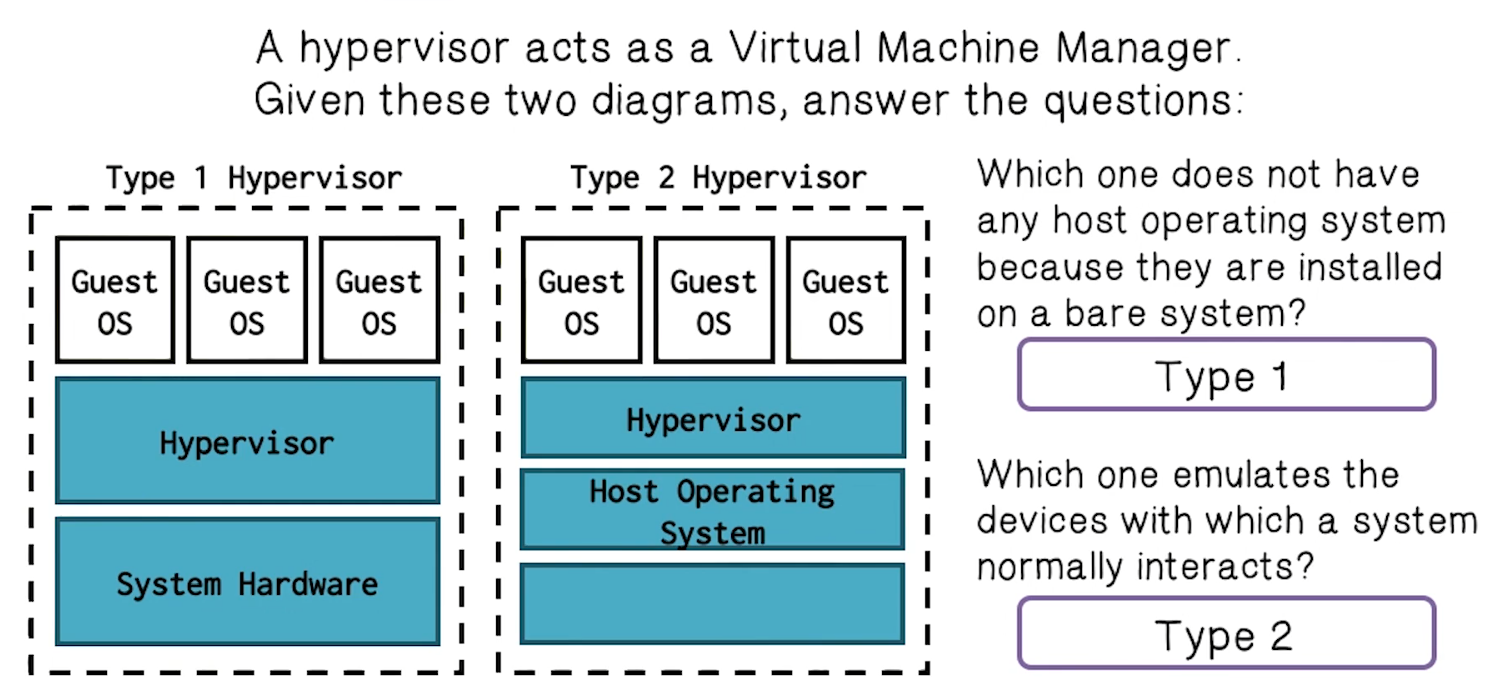 A hypervisor acts as a Virtual Machine Manager.
Given these two diagrams, answer the questions:
Type 1 Hypervisor
Guest OS
Guest OS
Guest OS
Hypervisor
System Hardware
Type 2 Hypervisor
Guest OS
Guest OS
Guest OS
Hypervisor
Host Operating
System
Which one does not have
any host operating system
because they are installed
on a bare system?
Type 1
Which one emulates the
devices with which a system
normally interacts?
Type 2